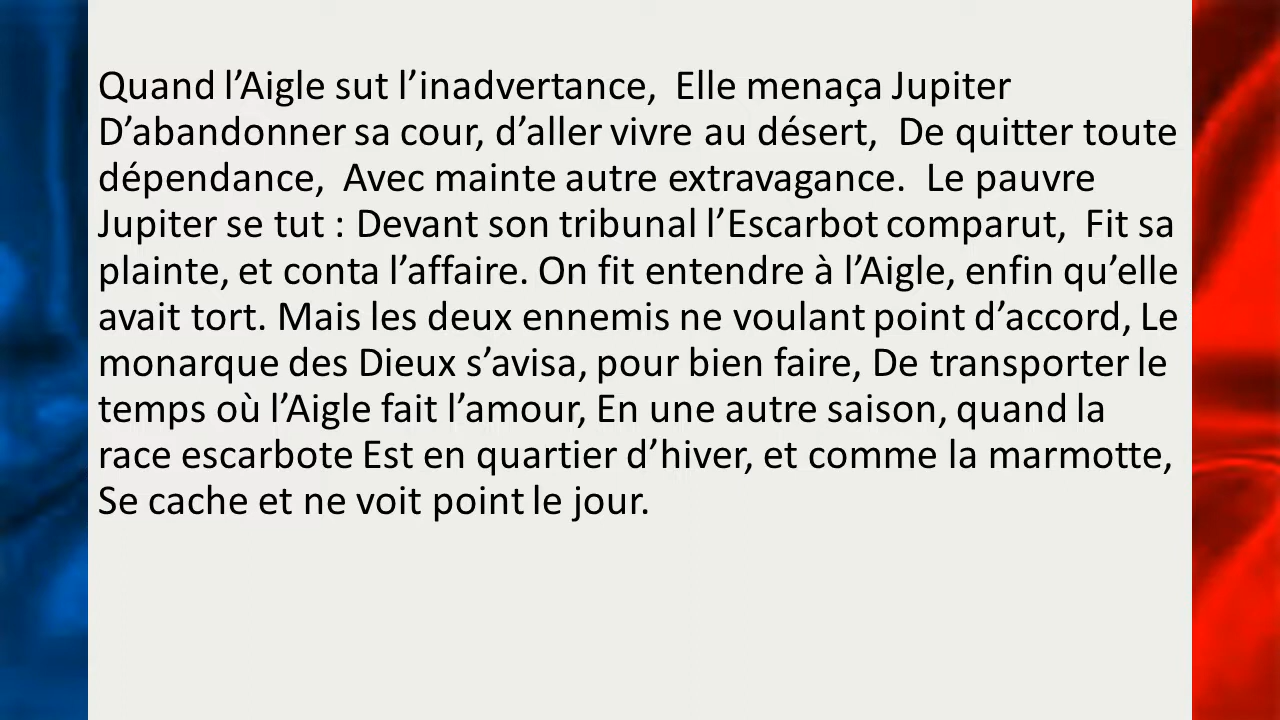 Quand l’Aigle sut l’inadvertance,  Elle menaça Jupiter
D’abandonner sa cour, d’aller vivre au désert,  De quitter toute
dépendance,  Avec mainte autre extravagance.  Le pauvre
Jupiter se tut : Devant son tribunal l’Escarbot comparut,  Fit sa
plainte, et conta l’affaire. On fit entendre à l’Aigle, enfin qu’elle
avait tort. Mais les deux ennemis ne voulant point d’accord, Le
monarque des Dieux s’avisa, pour bien faire, De transporter le
temps où l’Aigle fait l’amour, En une autre saison, quand la
race escarbote Est en quartier d’hiver, et comme la marmotte,
Se cache et ne voit point le jour.